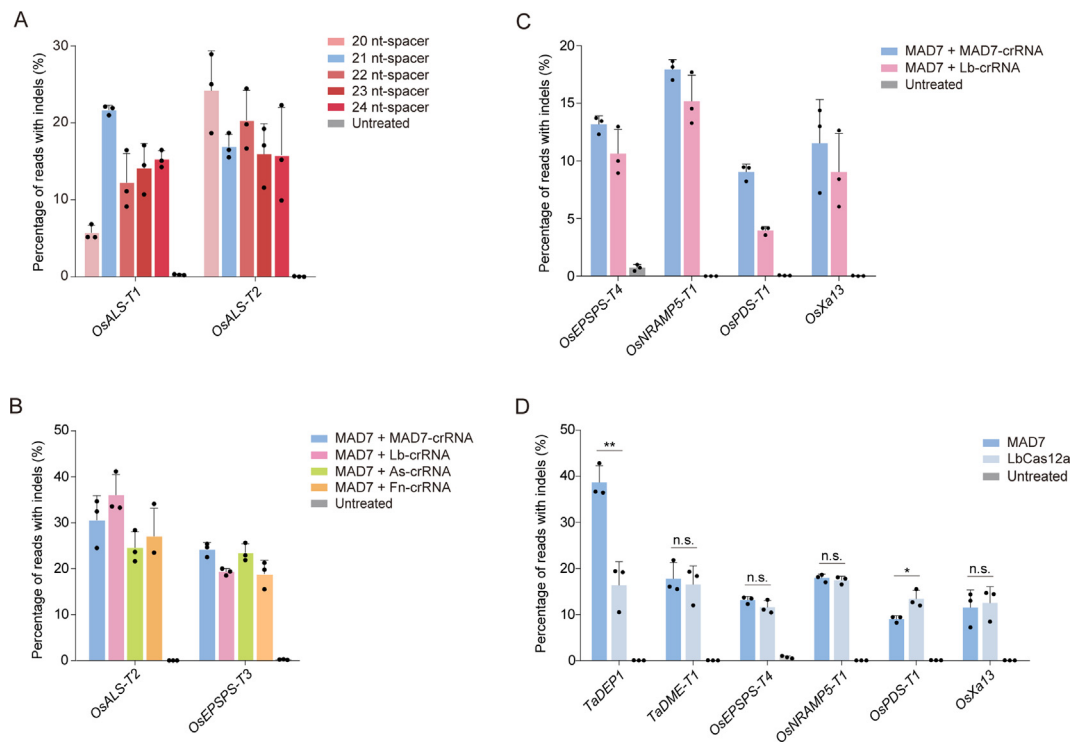 A
Percentage of reads with indels (%)
30
20
10
0
20 nt-spacer
21 nt-spacer
22 nt-spacer
23 nt-spacer
24 nt-spacer
Untreated
OsALS-T1
OsALS-T2
C
Percentage of reads with indels (%)
20
15
10
5
0
MAD7 + MAD7-crRNA
MAD7 + Lb-crRNA
Untreated
OsEPSPS-T4
OsNRAMP5-T1
OsPDS-T1
OsXa13
B
Percentage of reads with indels (%)
50
40
30
20
10
0
MAD7 + MAD7-crRNA
MAD7 + Lb-crRNA
MAD7 + As-crRNA
MAD7 + Fn-crRNA
Untreated
OsALS-T2
OsEPSPS-T3
D
Percentage of reads with indels (%)
50
40
30
20
10
0
MAD7
LbCas12a
Untreated
**
n.s.
n.s.
n.s.
*
n.s.
TaDEP1
TaDME-T1
OsEPSPS-T4
OsNRAMP5-T1
OsPDS-T1
OsXa13